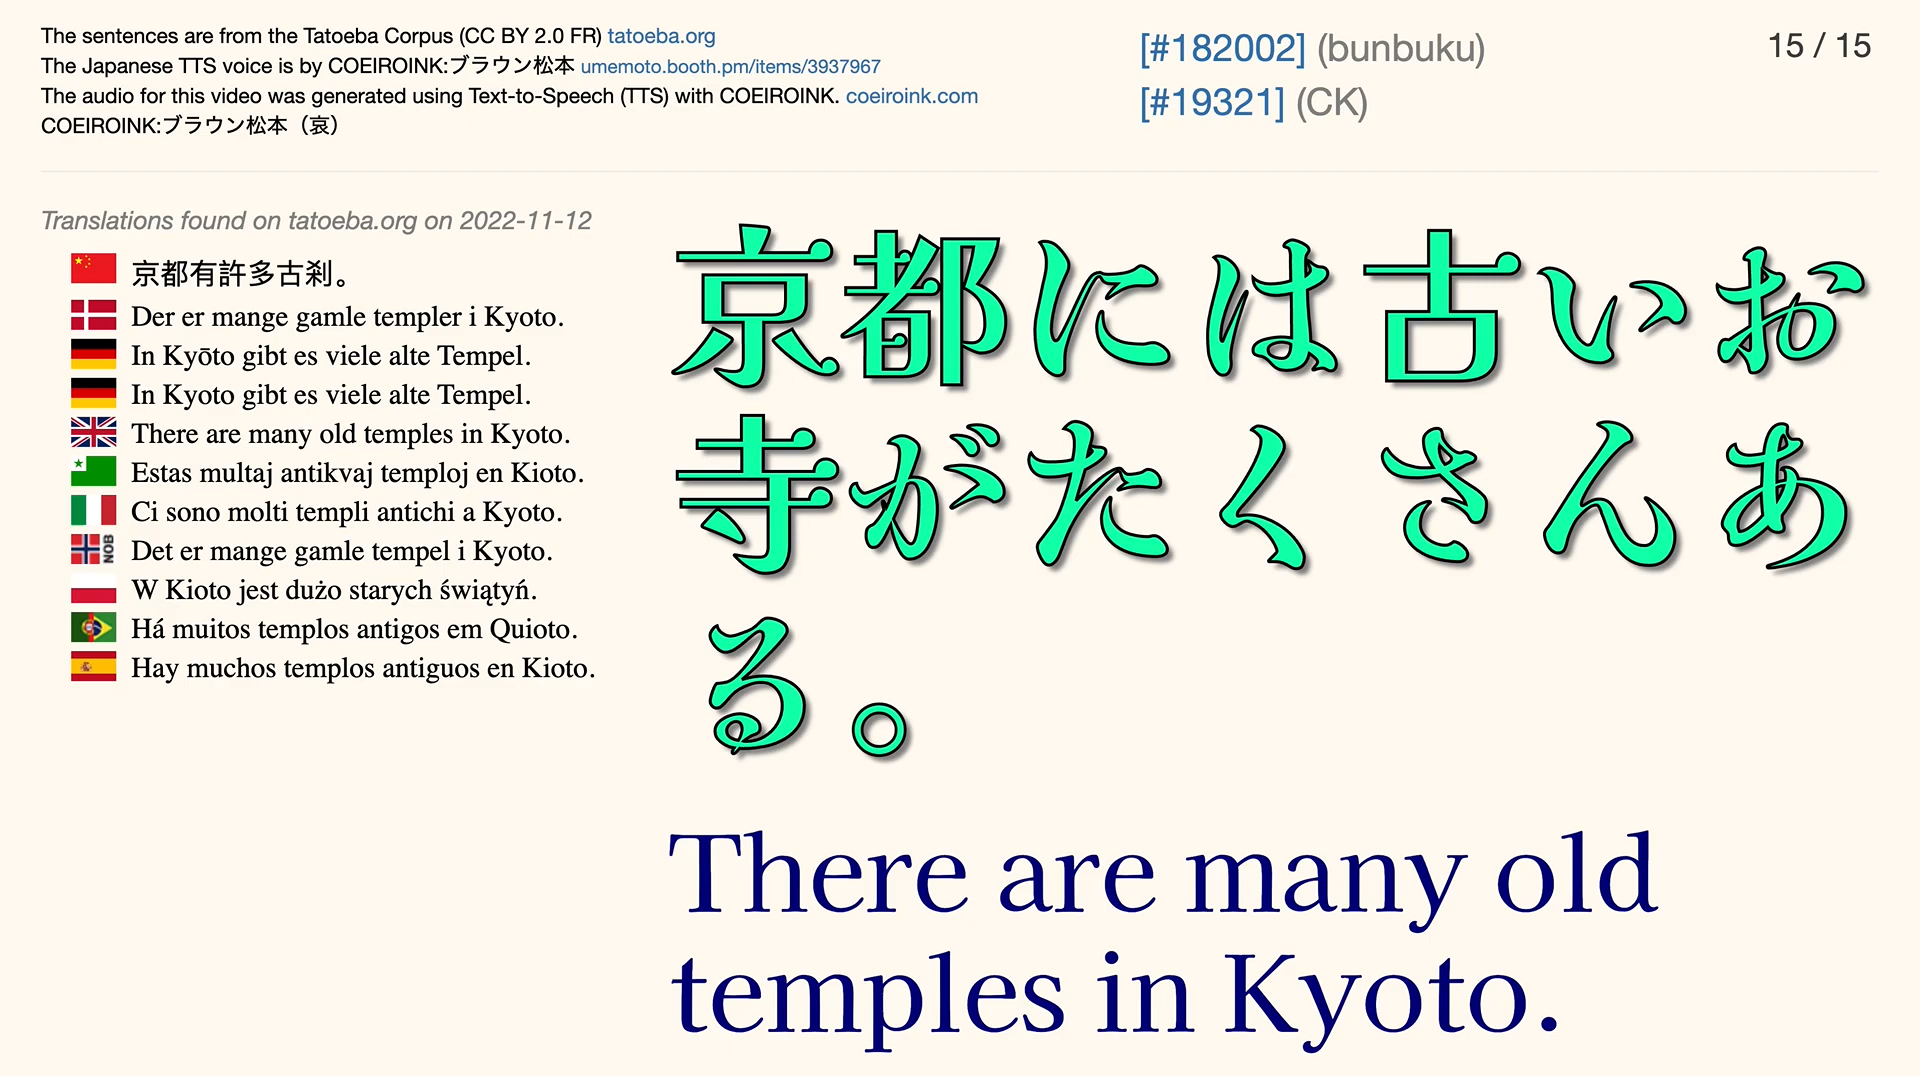 The sentences are from the Tatoeba Corpus (CC BY 2.0 FR) tatoeba.org
The Japanese TTS voice is by COEIROINK:ブラウン松本 umemoto.booth.pm/items/3937967
The audio for this video was generated using Text-to-Speech (TTS) with COEIROINK. coeiroink.com
COEIROINK:ブラウン松本（哀）
[#182002] (bunbuku)
[#19321] (CK)
15 / 15
Translations found on tatoeba.org on 2022-11-12
京都有許多古剎。
Der er mange gamle templer i Kyoto.
In Kyōto gibt es viele alte Tempel.
In Kyoto gibt es viele alte Tempel.
There are many old temples in Kyoto.
Estas multaj antikvaj temploj en Kioto.
Ci sono molti templi antichi a Kyoto.
NOB
Det er mange gamle tempel i Kyoto.
W Kioto jest dużo starych świątyń.
Há muitos templos antigos em Quioto.
Hay muchos templos antiguos en Kioto.
京都には古いお
寺がたくさんあ
る。
There are many old
temples in Kyoto.